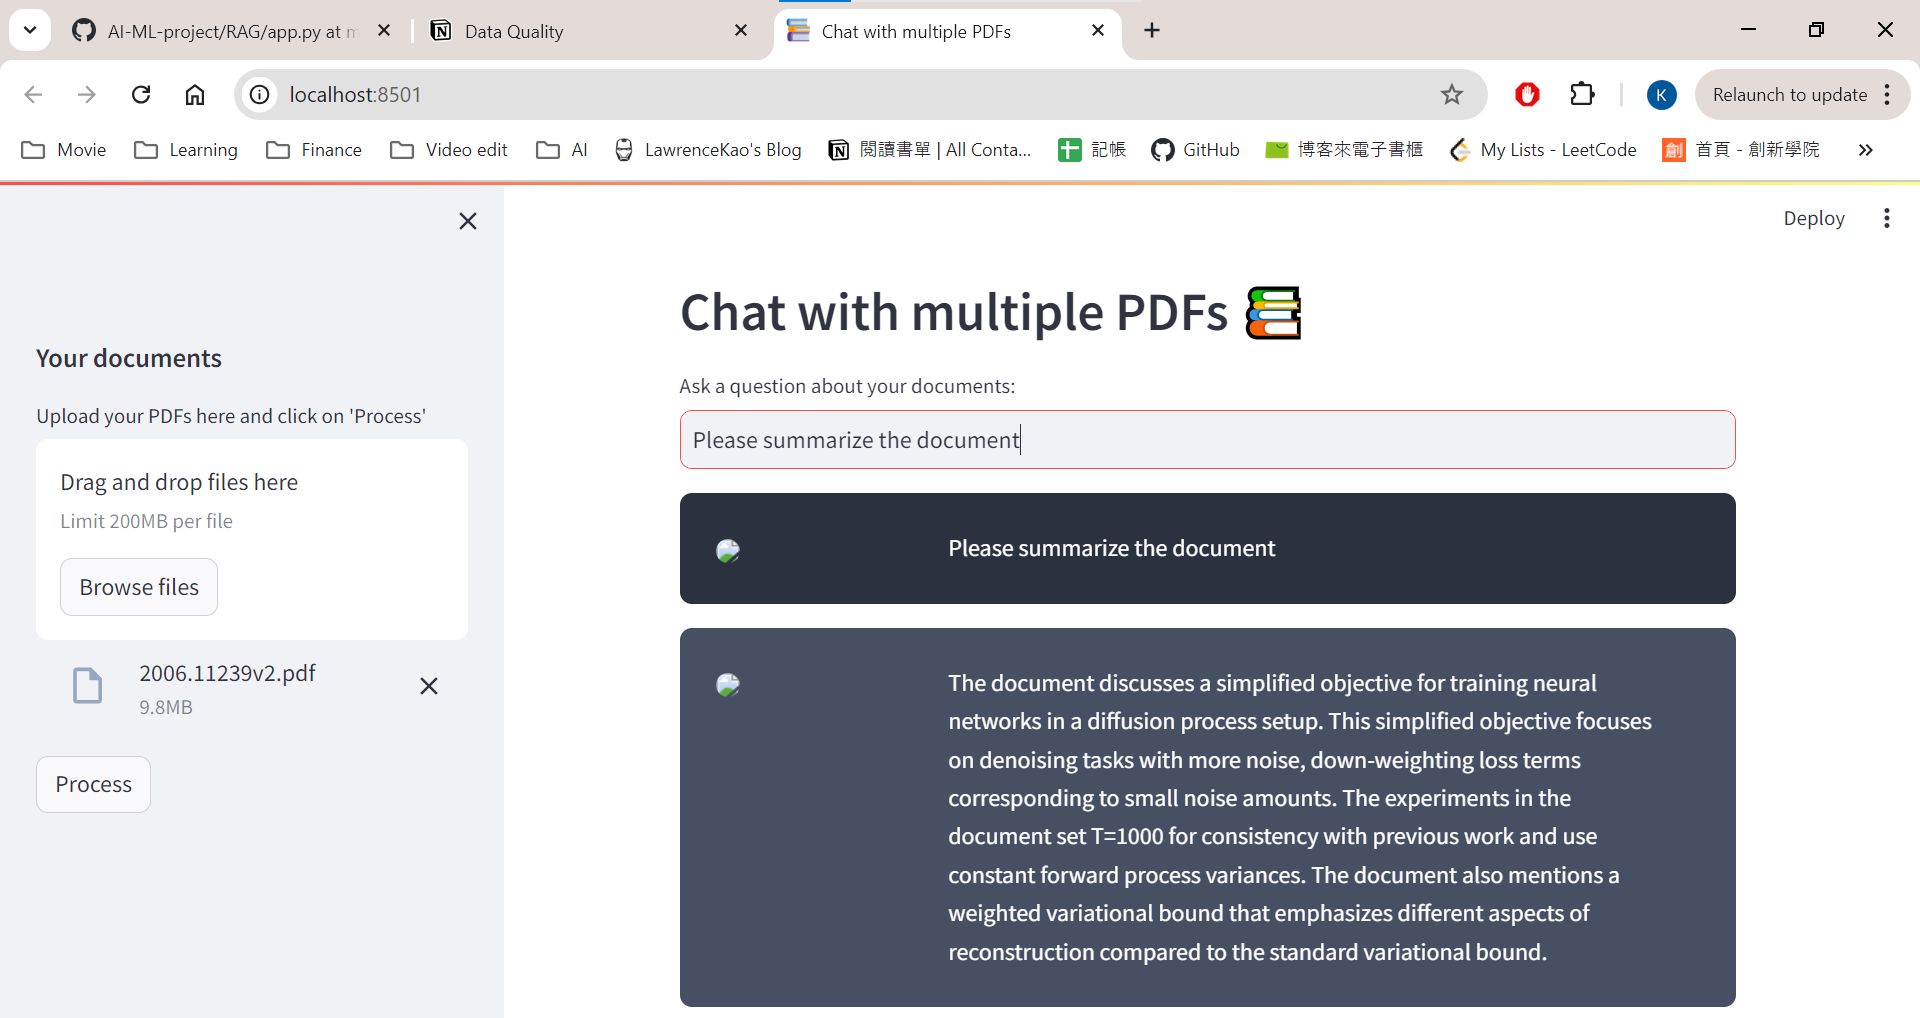 AI-ML-project/RAG/app.py at m
Data Quality
Chat with multiple PDFs
localhost:8501
K
Relaunch to update
Movie
Learning
Finance
Video edit
AI
LawrenceKao's Blog
閱讀書單 | All Conta...
記帳
GitHub
博客來電子書櫃
My Lists - LeetCode
創
首頁 - 創新學院
Deploy
Chat with multiple PDFs
Your documents
Ask a question about your documents:
Upload your PDFs here and click on 'Process'
Please summarize the document
Drag and drop files here
Limit 200MB per file
Browse files
2006.11239v2.pdf
9.8MB
Process
Please summarize the document
The document discusses a simplified objective for training neural
networks in a diffusion process setup. This simplified objective focuses
on denoising tasks with more noise, down-weighting loss terms
corresponding to small noise amounts. The experiments in the
document set T=1000 for consistency with previous work and use
constant forward process variances. The document also mentions a
weighted variational bound that emphasizes different aspects of
reconstruction compared to the standard variational bound.